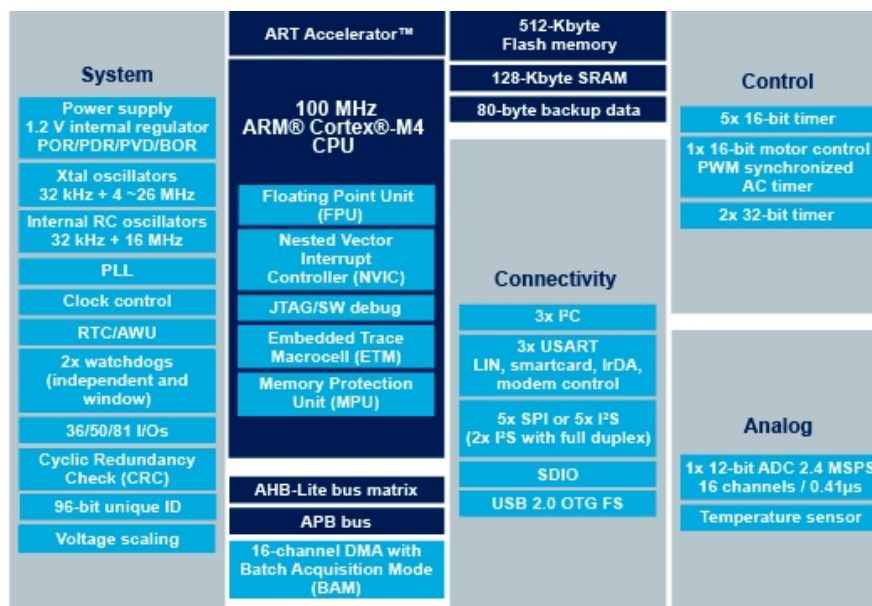 System
Power supply
1.2 V internal regulator
POR/PDR/PVD/BOR
Xtal oscillators
32 kHz + 4 ~26 MHz
Internal RC oscillators
32 kHz + 16 MHz
PLL
Clock control
RTC/AWU
2x watchdogs
(independent and
window)
36/50/81 I/Os
Cyclic Redundancy
Check (CRC)
96-bit unique ID
Voltage scaling
ART Accelerator™
100 MHz
ARM® Cortex®-M4
CPU
Floating Point Unit
(FPU)
Nested Vector
Interrupt
Controller (NVIC)
JTAG/SW debug
Embedded Trace
Macrocell (ETM)
Memory Protection
Unit (MPU)
AHB-Lite bus matrix
APB bus
16-channel DMA with
Batch Acquisition Mode
(BAM)
512-Kbyte
Flash memory
128-Kbyte SRAM
80-byte backup data
Connectivity
3x I²C
3x USART
LIN, smartcard, IrDA,
modem control
5x SPI or 5x I²S
(2x I²S with full duplex)
SDIO
USB 2.0 OTG FS
Control
5x 16-bit timer
1x 16-bit motor control
PWM synchronized
AC timer
2x 32-bit timer
Analog
1x 12-bit ADC 2.4 MSPS
16 channels / 0.41µs
Temperature sensor